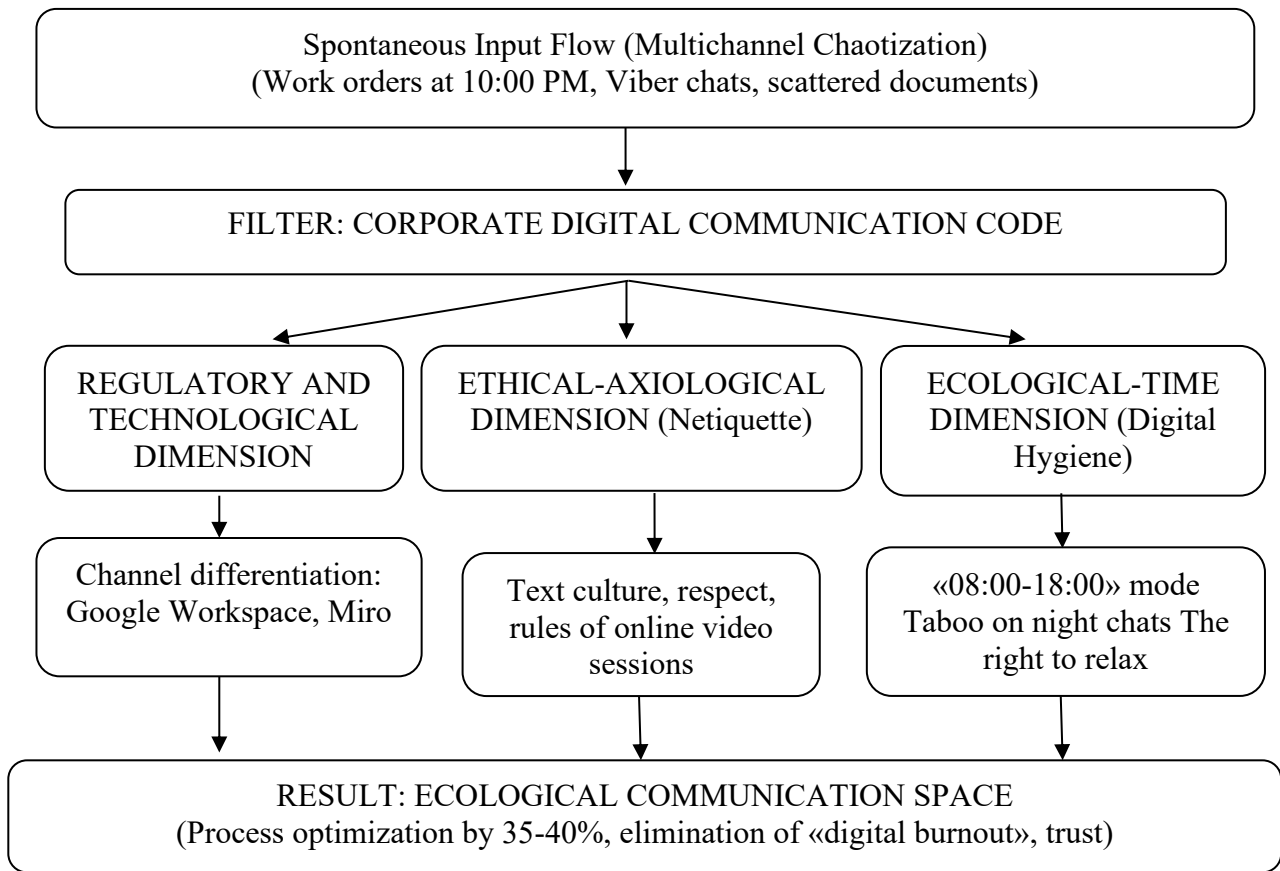 Spontaneous Input Flow (Multichannel Chaotization)
(Work orders at 10:00 PM, Viber chats, scattered documents)
FILTER: CORPORATE DIGITAL COMMUNICATION CODE
REGULATORY AND
TECHNOLOGICAL
DIMENSION
ETHICAL-AXIOLOGICAL
DIMENSION (Netiquette)
ECOLOGICAL-TIME
DIMENSION (Digital
Hygiene)
Channel differentiation:
Google Workspace, Miro
Text culture, respect,
rules of online video
sessions
«08:00-18:00» mode
Taboo on night chats The
right to relax
RESULT: ECOLOGICAL COMMUNICATION SPACE
(Process optimization by 35-40%, elimination of «digital burnout», trust)